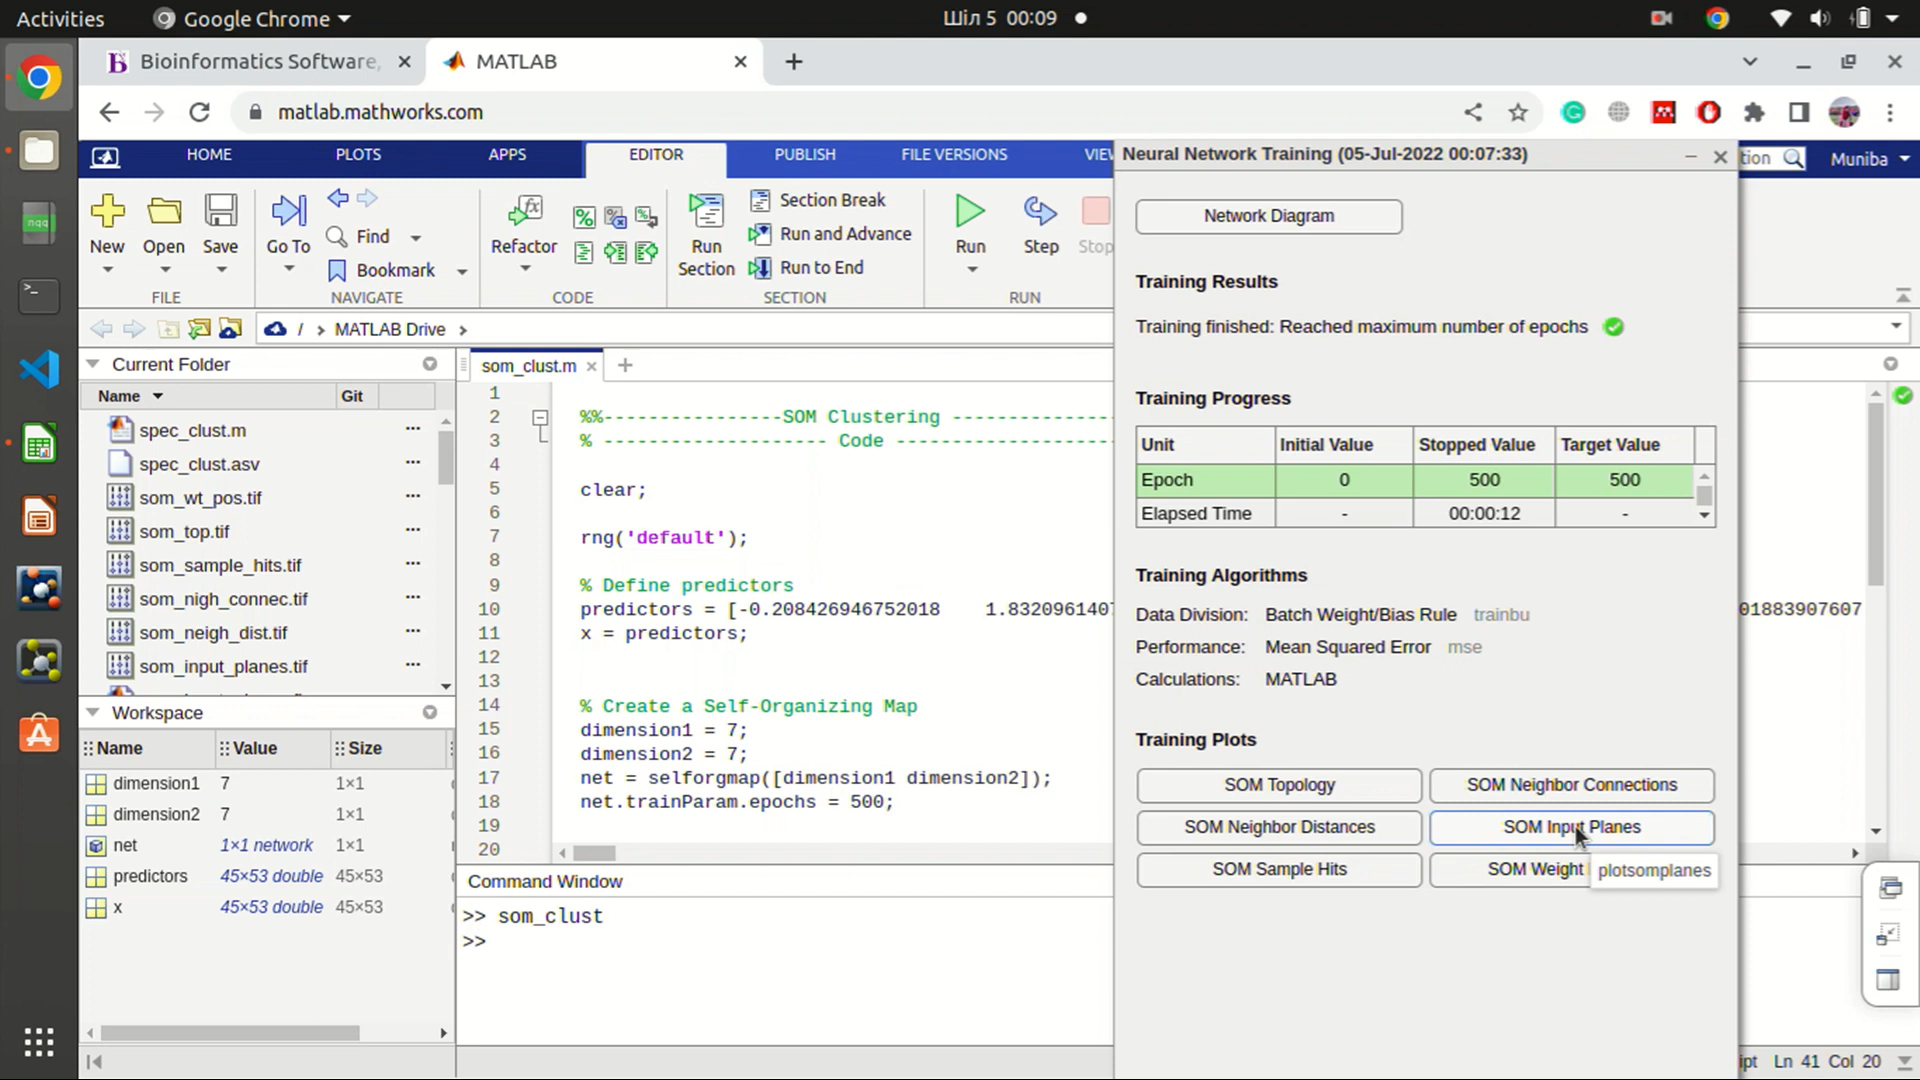 Activities
Google Chrome
Шіл 5 00:09
Bioinformatics Software,
MATLAB
matlab.mathworks.com
HOME
PLOTS
APPS
EDITOR
PUBLISH
FILE VERSIONS
Muniba
New
Open
Save
FILE
Go To
Find
Bookmark
NAVIGATE
Refactor
CODE
Run Section
Section Break
Run and Advance
Run to End
SECTION
Run
Step
Stop
RUN
/ > MATLAB Drive >
Current Folder
Name Git
spec_clust.m
spec_clust.asv
som_wt_pos.tif
som_top.tif
som_sample_hits.tif
som_nigh_connec.tif
som_neigh_dist.tif
som_input_planes.tif
Workspace
Name Value Size
dimension1 7 1×1
dimension2 7 1×1
net 1×1 network 1×1
predictors 45×53 double 45×53
x 45×53 double 45×53
som_clust.m
1
2 %%----------------SOM Clustering --------------
3 % -------------------- Code --------------------
4
5 clear;
6
7 rng('default');
8
9 % Define predictors
10 predictors = [-0.208426946752018 1.8320961407 01883907607
11 x = predictors;
12
13
14 % Create a Self-Organizing Map
15 dimension1 = 7;
16 dimension2 = 7;
17 net = selforgmap([dimension1 dimension2]);
18 net.trainParam.epochs = 500;
19
20
Command Window
>> som_clust
>>
Neural Network Training (05-Jul-2022 00:07:33)
Network Diagram
Training Results
Training finished: Reached maximum number of epochs
Training Progress
Unit Initial Value Stopped Value Target Value
Epoch 0 500 500
Elapsed Time - 00:00:12 -
Training Algorithms
Data Division: Batch Weight/Bias Rule trainbu
Performance: Mean Squared Error mse
Calculations: MATLAB
Training Plots
SOM Topology
SOM Neighbor Connections
SOM Neighbor Distances
SOM Input Planes
SOM Sample Hits
SOM Weight
plotsomplanes
Ln 41 Col 20